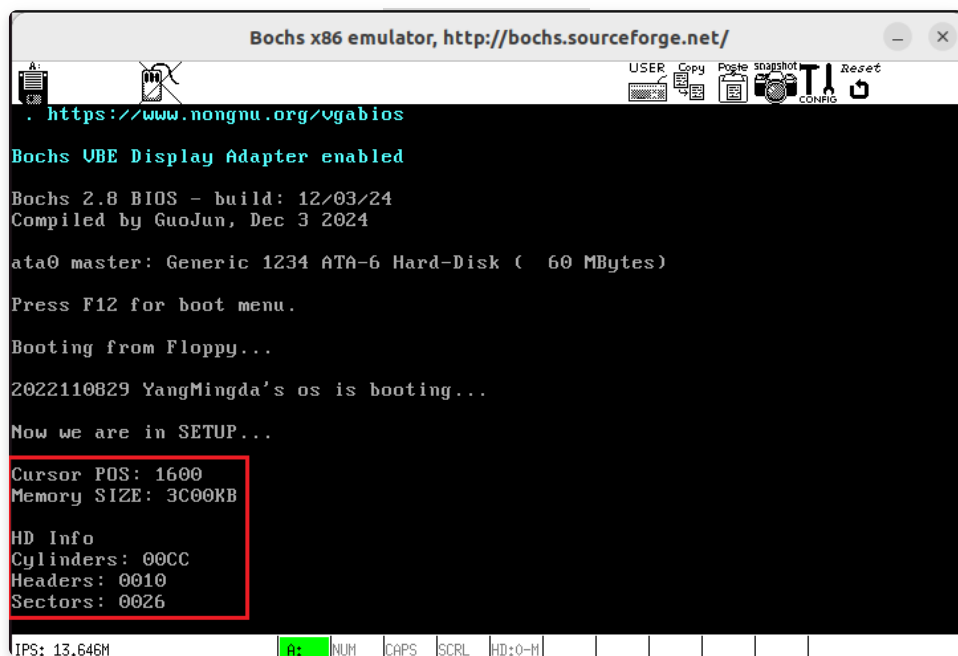 Bochs x86 emulator, http://bochs.sourceforge.net/
A:
USER Copy Paste snapshot CONFIG Reset
. https://www.nongnu.org/vgabios
Bochs VBE Display Adapter enabled
Bochs 2.8 BIOS - build: 12/03/24
Compiled by GuoJun, Dec 3 2024
ata0 master: Generic 1234 ATA-6 Hard-Disk (  60 MBytes)
Press F12 for boot menu.
Booting from Floppy...
2022110829 YangMingda's os is booting...
Now we are in SETUP...
Cursor POS: 1600
Memory SIZE: 3C00KB
HD Info
Cylinders: 00CC
Headers: 0010
Sectors: 0026
IPS: 13.646M A: NUM CAPS SCRL HD:0-M